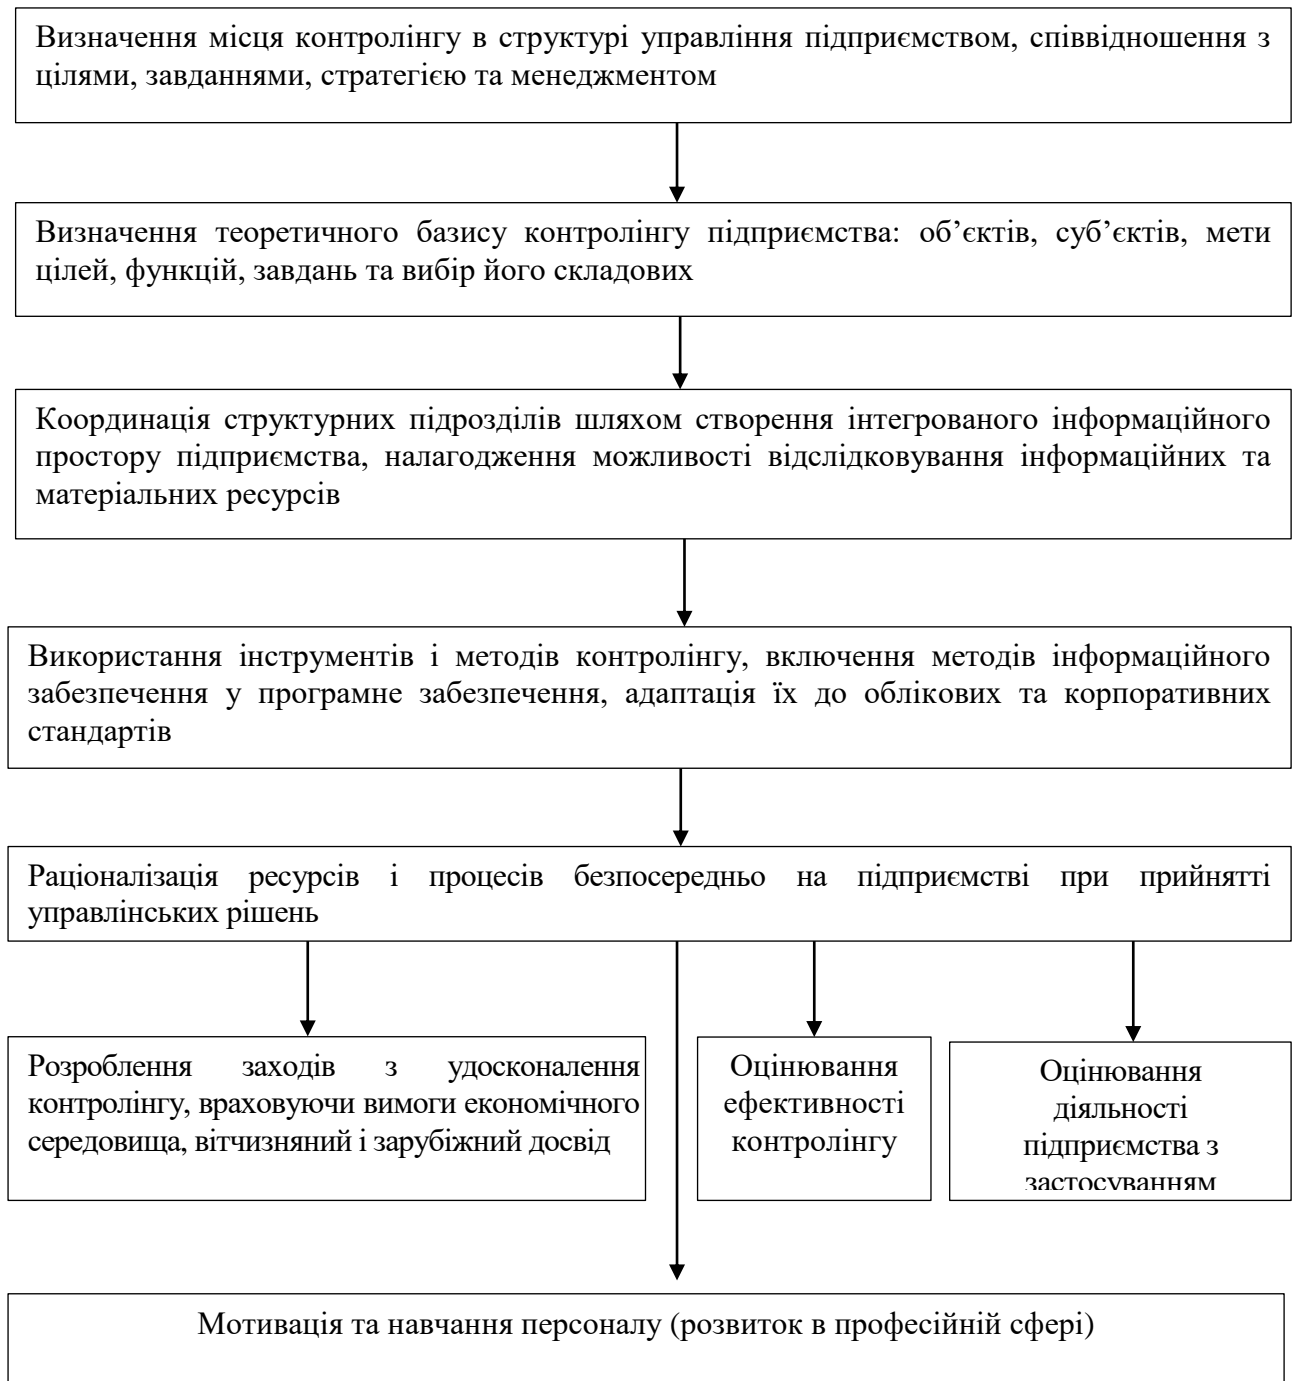 Визначення місця контролінгу в структурі управління підприємством, співвідношення з
цілями, завданнями, стратегією та менеджментом
Визначення теоретичного базису контролінгу підприємства: об’єктів, суб’єктів, мети
цілей, функцій, завдань та вибір його складових
Координація структурних підрозділів шляхом створення інтегрованого інформаційного
простору підприємства, налагодження можливості відслідковування інформаційних та
матеріальних ресурсів
Використання інструментів і методів контролінгу, включення методів інформаційного
забезпечення у програмне забезпечення, адаптація їх до облікових та корпоративних
стандартів
Раціоналізація ресурсів і процесів безпосередньо на підприємстві при прийнятті
управлінських рішень
Розроблення заходів з удосконалення
контролінгу, враховуючи вимоги економічного
середовища, вітчизняний і зарубіжний досвід
Оцінювання
ефективності
контролінгу
Оцінювання
діяльності
підприємства з
застосуванням
Мотивація та навчання персоналу (розвиток в професійній сфері)